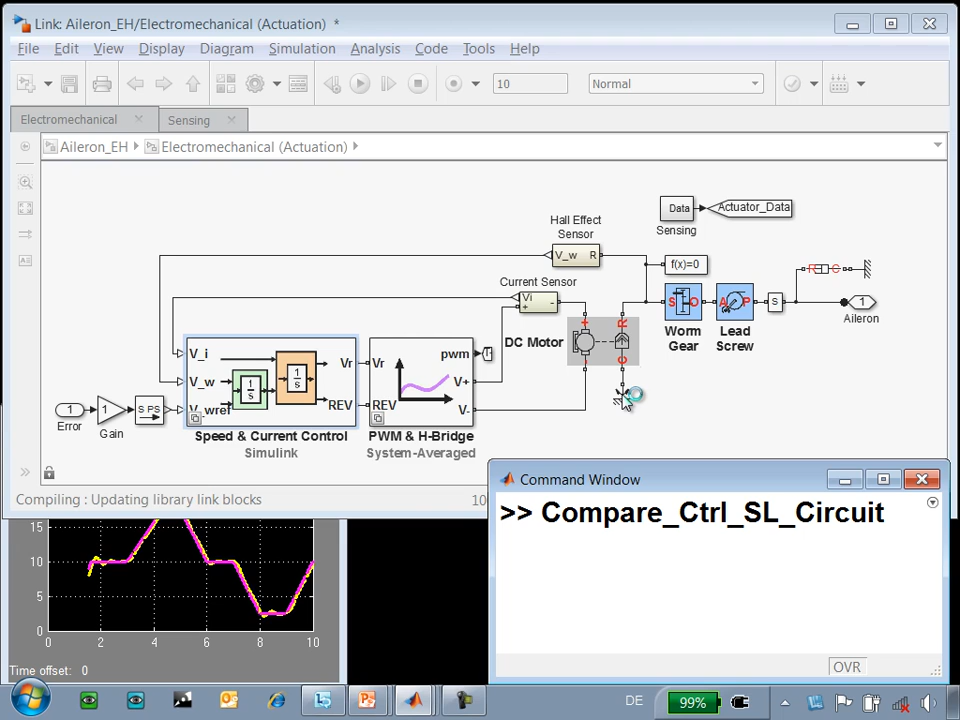 Link: Aileron_EH/Electromechanical (Actuation) *
File Edit View Display Diagram Simulation Analysis Code Tools Help
10 Normal
Electromechanical Sensing
Aileron_EH Electromechanical (Actuation)
Data Actuator_Data
Sensing
Hall Effect
Sensor
V_w R
f(x)=0
R C
Current Sensor
Vi
+ -
S O
A P
S
1
Aileron
DC Motor
+ R
- C
Worm
Gear
Lead
Screw
V_i
V_w
V_wref
1
s
1
s
Vr
REV
Vr
REV
pwm
V+
V-
1
Error
1
Gain
S PS
Speed & Current Control
Simulink
PWM & H-Bridge
System-Averaged
Compiling : Updating library link blocks
Command Window
>> Compare_Ctrl_SL_Circuit
OVR
15
10
5
0
0 2 4 6 8 10
Time offset: 0
DE 99%